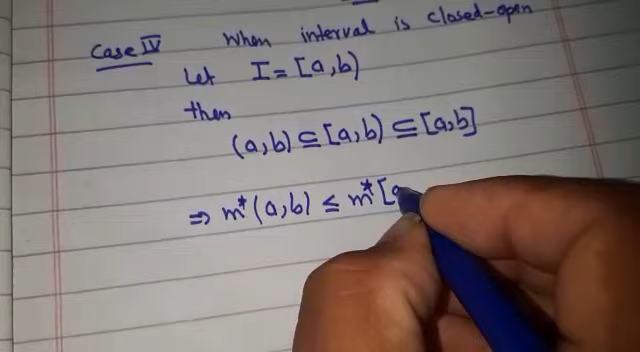 Case IV When interval is closed-open
Let I = [a,b)
then
(a,b) ⊆ [a,b) ⊆ [a,b]
⇒ m*(a,b) ≤ m*[a